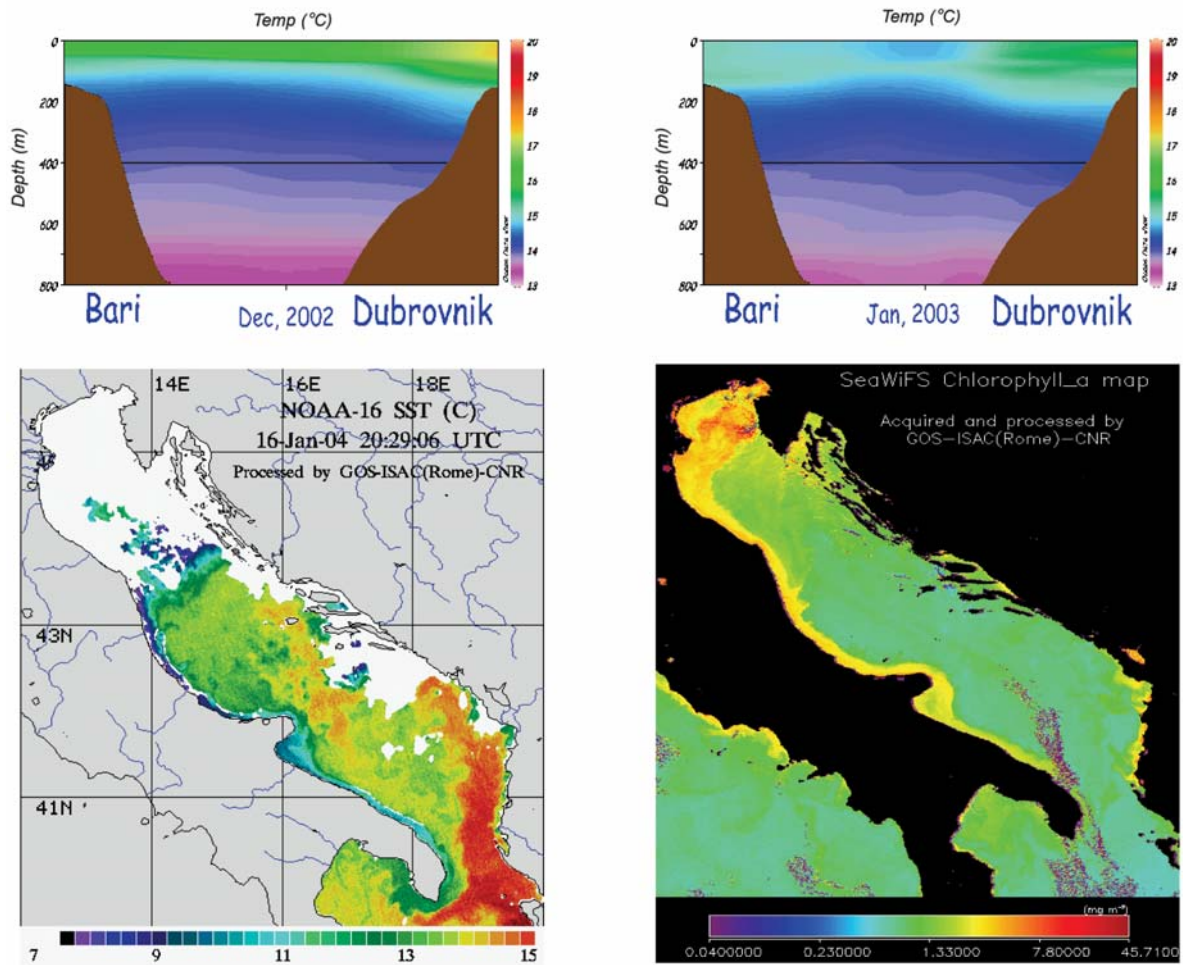 Temp (°C)
0
200
400
600
800
Depth (m)
20
19
18
17
16
15
14
13
Bari
Dec, 2002
Dubrovnik
Temp (°C)
0
200
400
600
800
Depth (m)
20
19
18
17
16
15
14
13
Bari
Jan, 2003
Dubrovnik
14E 16E 18E
NOAA-16 SST (C)
16-Jan-04 20:29:06 UTC
Processed by GOS-ISAC(Rome)-CNR
43N
41N
7 9 11 13 15
SeaWiFS Chlorophyll_a map
Acquired and processed by
GOS-ISAC(Rome)-CNR
(mg m⁻³)
0.0400000 0.230000 1.33000 7.80000 45.7100